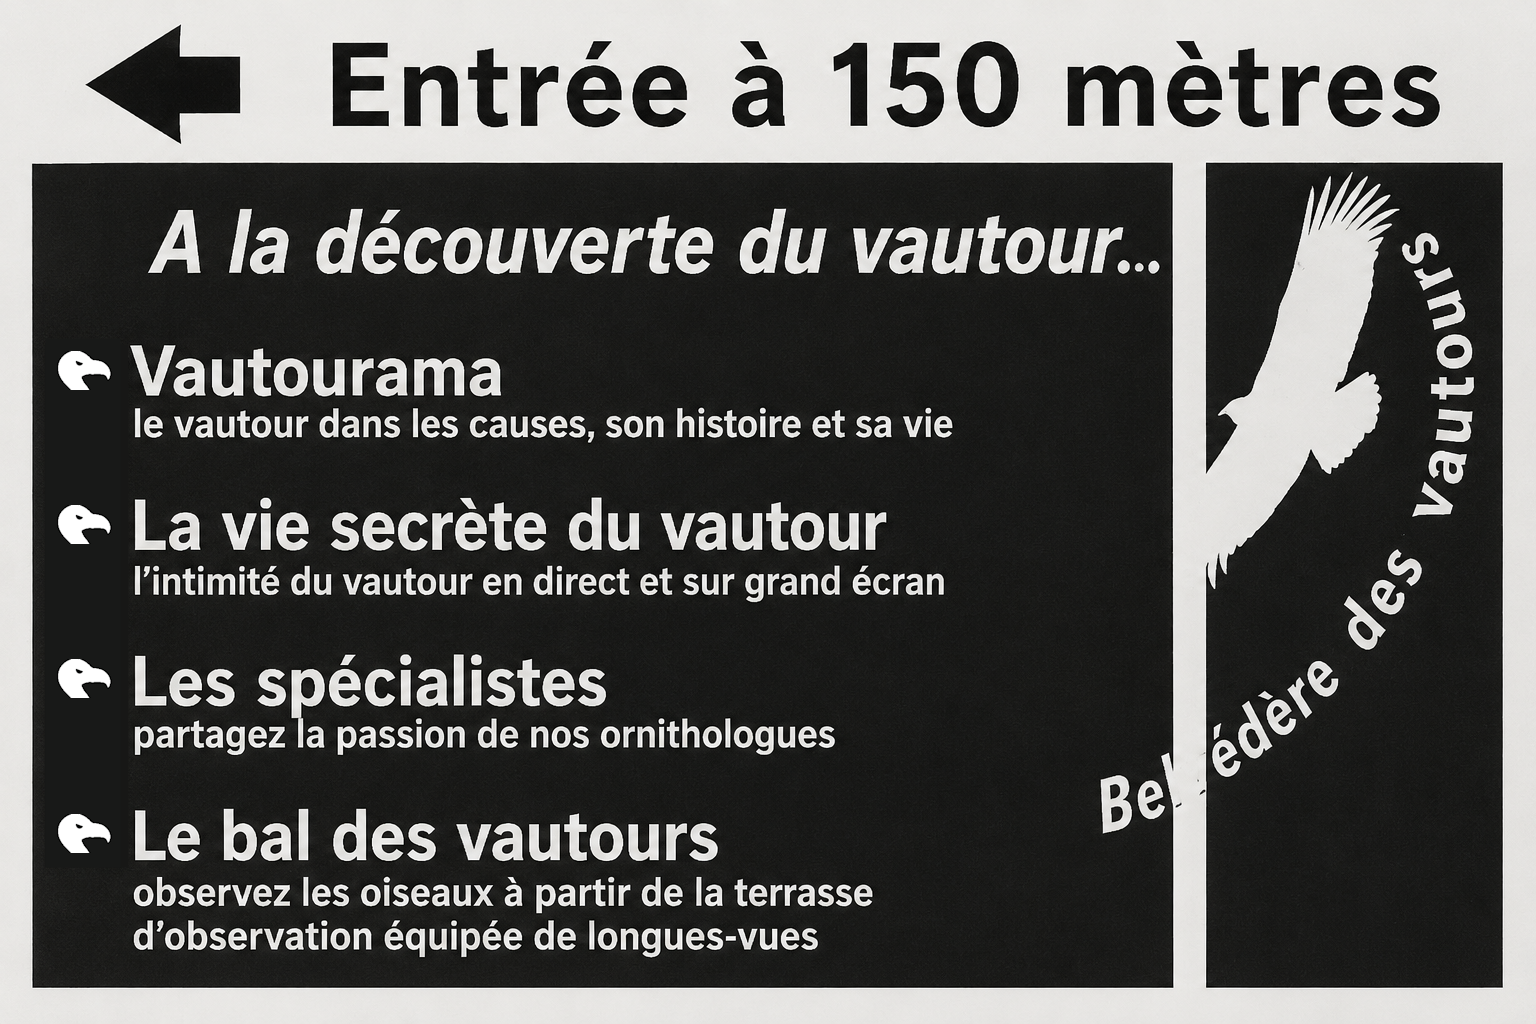 Entrée à 150 mètres
A la découverte du vautour...
Vautourama
le vautour dans les causes, son histoire et sa vie
La vie secrète du vautour
l’intimité du vautour en direct et sur grand écran
Les spécialistes
partagez la passion de nos ornithologues
Le bal des vautours
observez les oiseaux à partir de la terrasse
d’observation équipée de longues-vues
Belvédère des vautours